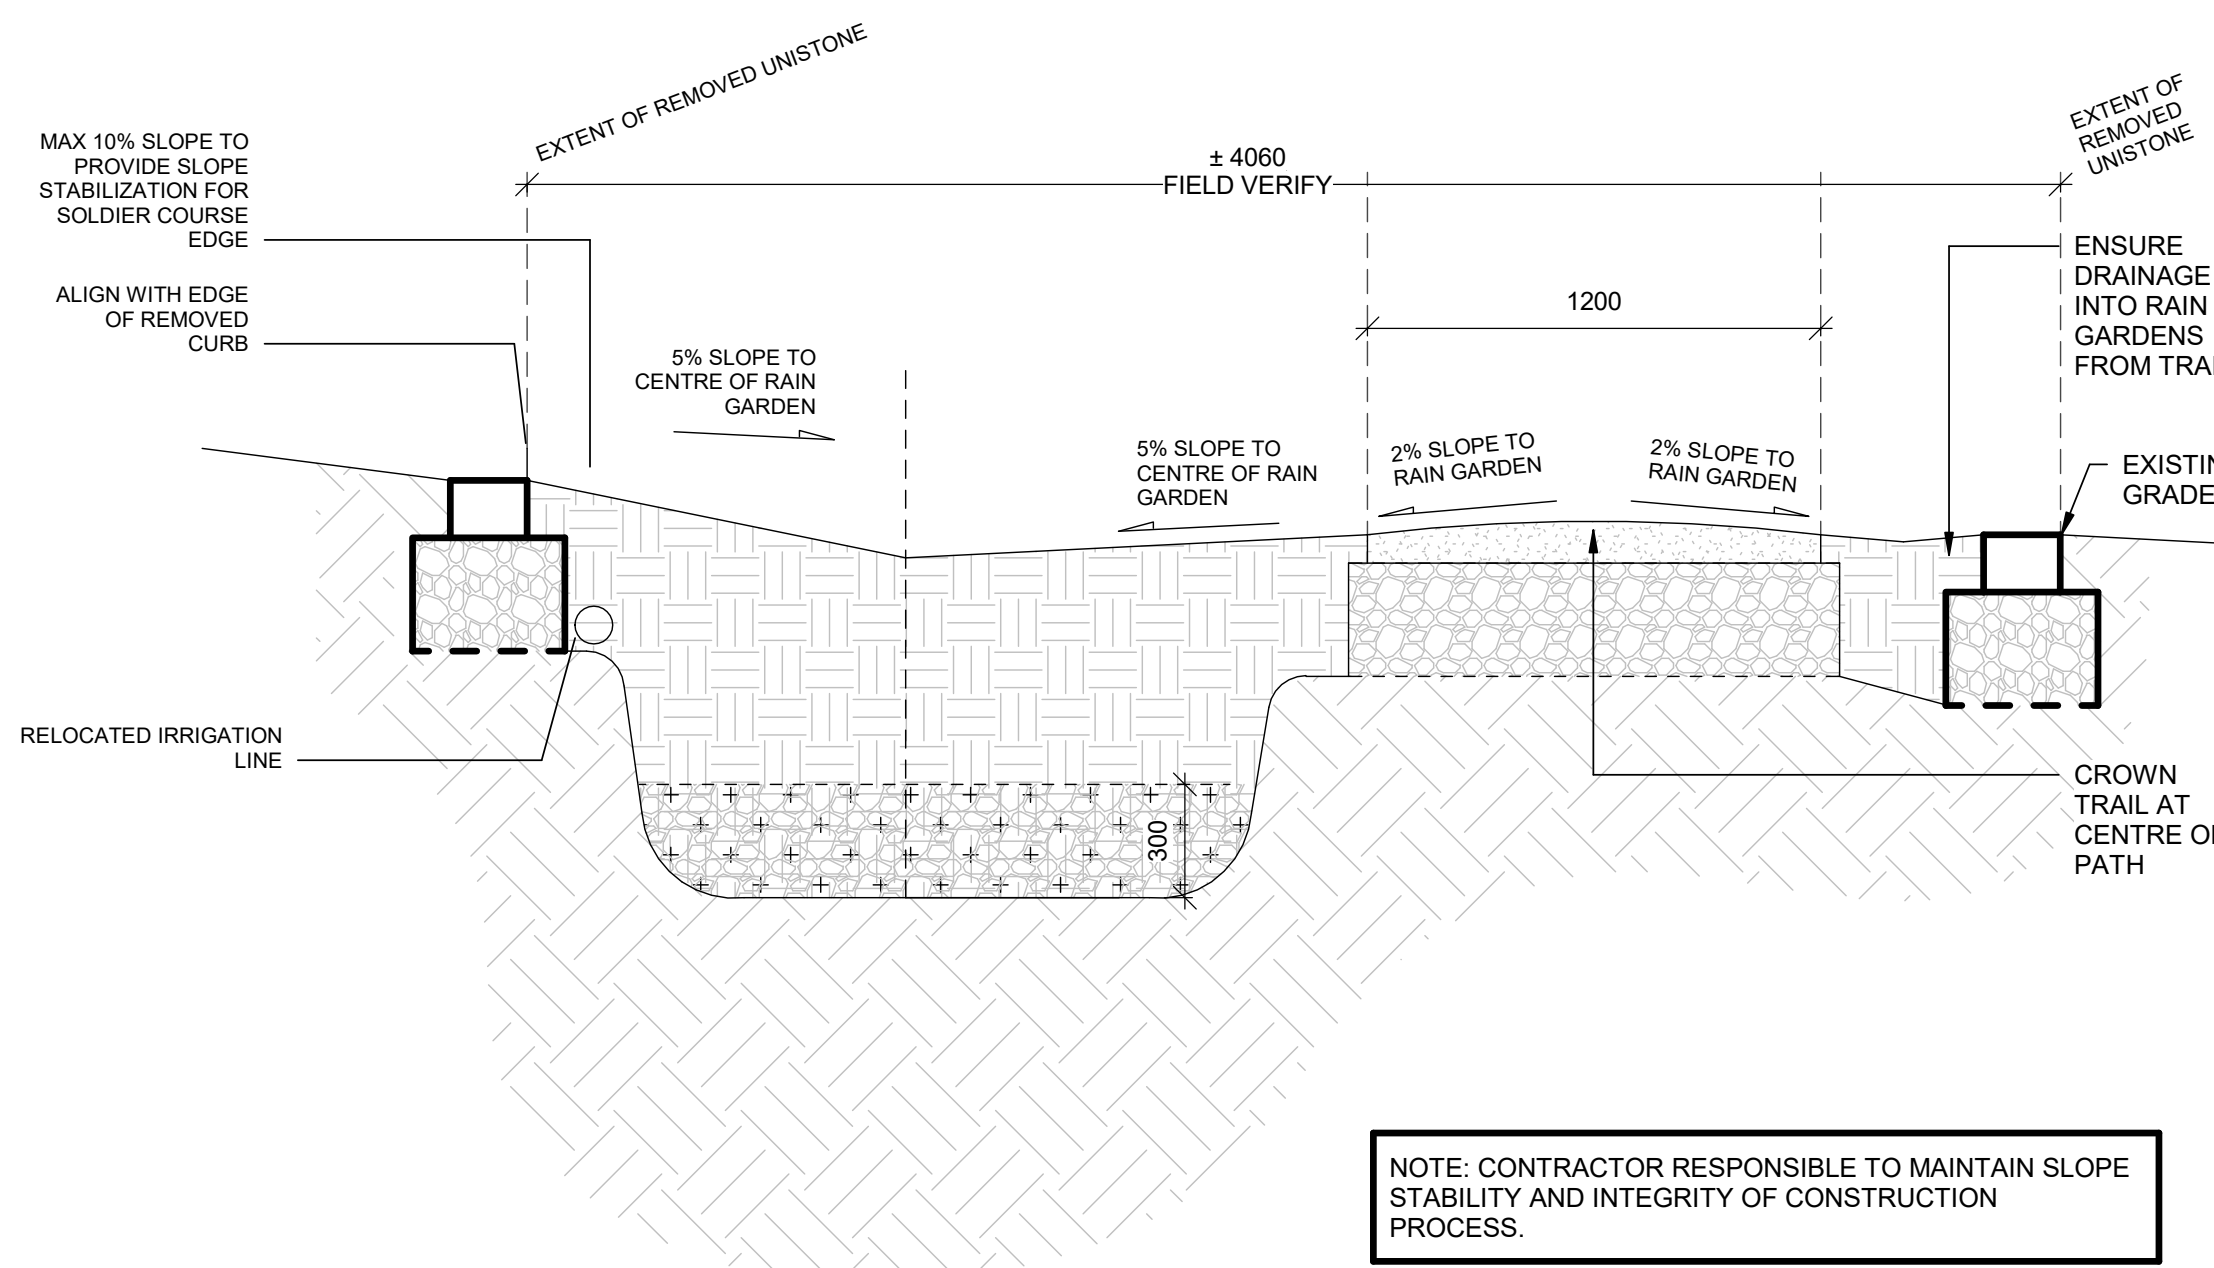 EXTENT OF REMOVED UNISTONE
EXTENT OF
REMOVED
UNISTONE
MAX 10% SLOPE TO
PROVIDE SLOPE
STABILIZATION FOR
SOLDIER COURSE
EDGE
± 4060
FIELD VERIFY
ALIGN WITH EDGE
OF REMOVED
CURB
ENSURE
DRAINAGE
INTO RAIN
GARDENS
FROM
1200
5% SLOPE TO
CENTRE OF RAIN
GARDEN
5% SLOPE TO
CENTRE OF RAIN
GARDEN
2% SLOPE TO
RAIN GARDEN
2% SLOPE TO
RAIN GARDEN
GRADE
RELOCATED IRRIGATION
LINE
300
CROWN
TRAIL AT
CENTRE
PATH
NOTE: CONTRACTOR RESPONSIBLE TO MAINTAIN SLOPE
STABILITY AND INTEGRITY OF CONSTRUCTION
PROCESS.